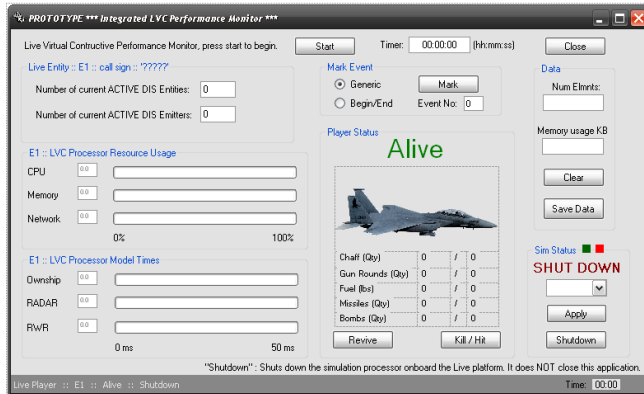 PROTOTYPE *** Integrated LVC Performance Monitor ***
Live Virtual Contructive Performance Monitor, press start to begin.
Start
Timer: 00:00:00 (hh:mm:ss)
Close
Live Entity :: E1 :: call sign :: '?????'
Number of current ACTIVE DIS Entities: 0
Number of current ACTIVE DIS Emitters: 0
Mark Event
Generic
Mark
Begin/End
Event No: 0
Data
Num Elmnts:
Memory usage KB
Clear
Save Data
E1 :: LVC Processor Resource Usage
CPU 0.0
Memory 0.0
Network 0.0
0% 100%
E1 :: LVC Processor Model Times
Ownship 0.0
RADAR 0.0
RWR 0.0
0 ms 50 ms
Player Status
Alive
Chaff (Qty) 0 / 0
Gun Rounds (Qty) 0 / 0
Fuel (lbs) 0 / 0
Missiles (Qty) 0 / 0
Bombs (Qty) 0 / 0
Revive
Kill / Hit
Sim Status
SHUT DOWN
Apply
Shutdown
"Shutdown" : Shuts down the simulation processor onboard the Live platform. It does NOT close this application.
Live Player :: E1 :: Alive :: Shutdown
Time: 00:00